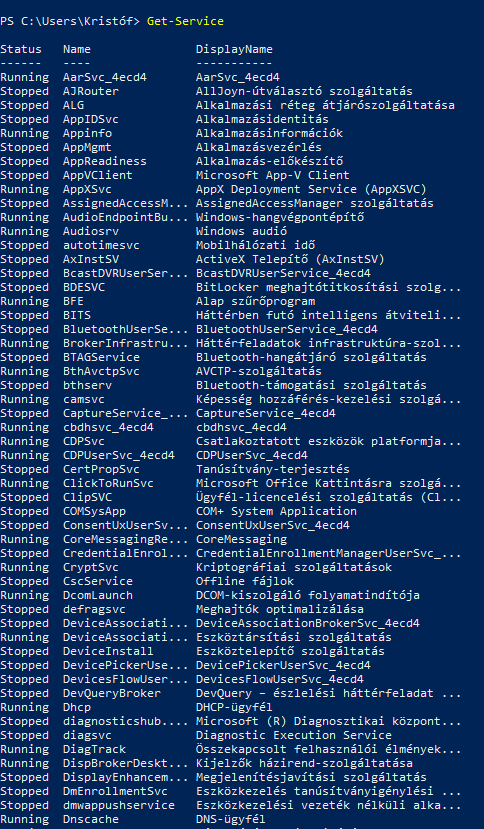 PS C:\Users\Kristóf> Get-Service
Status Name DisplayName
------ ---- -----------
Running AarSvc_4ecd4 AarSvc_4ecd4
Stopped AJRouter AllJoyn-útválasztó szolgáltatás
Stopped ALG Alkalmazási réteg átjárószolgáltatása
Stopped AppIDSvc Alkalmazásidentitás
Running Appinfo Alkalmazásinformációk
Stopped AppMgmt Alkalmazásvezérlés
Stopped AppReadiness Alkalmazás-előkészítő
Stopped AppVClient Microsoft App-V Client
Running AppXSvc AppX Deployment Service (AppXSVC)
Stopped AssignedAccessM... AssignedAccessManager szolgáltatás
Running AudioEndpointBu... Windows-hangvégpontépítő
Running Audiosrv Windows audió
Stopped autotimesvc Mobilhálózati idő
Stopped AxInstSV ActiveX Telepítő (AxInstSV)
Stopped BcastDVRUserSer... BcastDVRUserService_4ecd4
Stopped BDESVC BitLocker meghajtótitkosítási szolg...
Running BFE Alap szűrőprogram
Stopped BITS Háttérben futó intelligens átviteli...
Stopped BluetoothUserSe... BluetoothUserService_4ecd4
Running BrokerInfrastru... Háttérfeladatok infrastruktúra-szol...
Stopped BTAGService Bluetooth-hangátjáró szolgáltatás
Running BthAvctpSvc AVCTP-szolgáltatás
Stopped bthserv Bluetooth-támogatási szolgáltatás
Running camsvc Képesség hozzáférés-kezelési szolgá...
Stopped CaptureService_... CaptureService_4ecd4
Running cbdhsvc_4ecd4 cbdhsvc_4ecd4
Running CDPSvc Csatlakoztatott eszközök platformja...
Running CDPUserSvc_4ecd4 CDPUserSvc_4ecd4
Stopped CertPropSvc Tanúsítvány-terjesztés
Running ClickToRunSvc Microsoft Office Kattintásra szolgá...
Stopped ClipSVC Ügyfél-licencelési szolgáltatás (Cl...
Stopped COMSysApp COM+ System Application
Stopped ConsentUxUserSv... ConsentUxUserSvc_4ecd4
Running CoreMessagingRe... CoreMessaging
Stopped CredentialEnrol... CredentialEnrollmentManagerUserSvc_...
Running CryptSvc Kriptográfiai szolgáltatások
Stopped CscService Offline fájlok
Running DcomLaunch DCOM-kiszolgáló folyamatindítója
Stopped defragsvc Meghajtók optimalizálása
Stopped DeviceAssociati... DeviceAssociationBrokerSvc_4ecd4
Running DeviceAssociati... Eszköztársítási szolgáltatás
Stopped DeviceInstall Eszköztelepítő szolgáltatás
Stopped DevicePickerUse... DevicePickerUserSvc_4ecd4
Stopped DevicesFlowUser... DevicesFlowUserSvc_4ecd4
Stopped DevQueryBroker DevQuery – észlelési háttérfeladat ...
Running Dhcp DHCP-ügyfél
Stopped diagnosticshub.... Microsoft (R) Diagnosztikai központ...
Stopped diagsvc Diagnostic Execution Service
Running DiagTrack Összekapcsolt felhasználói élmények...
Running DispBrokerDeskt... Kijelzők házirend-szolgáltatása
Stopped DisplayEnhancem... Megjelenítésjavítási szolgáltatás
Stopped DmEnrollmentSvc Eszközkezelés tanúsítványigénylési ...
Stopped dmwappushservice Eszközkezelési vezeték nélküli alka...
Running Dnscache DNS-ügyfél